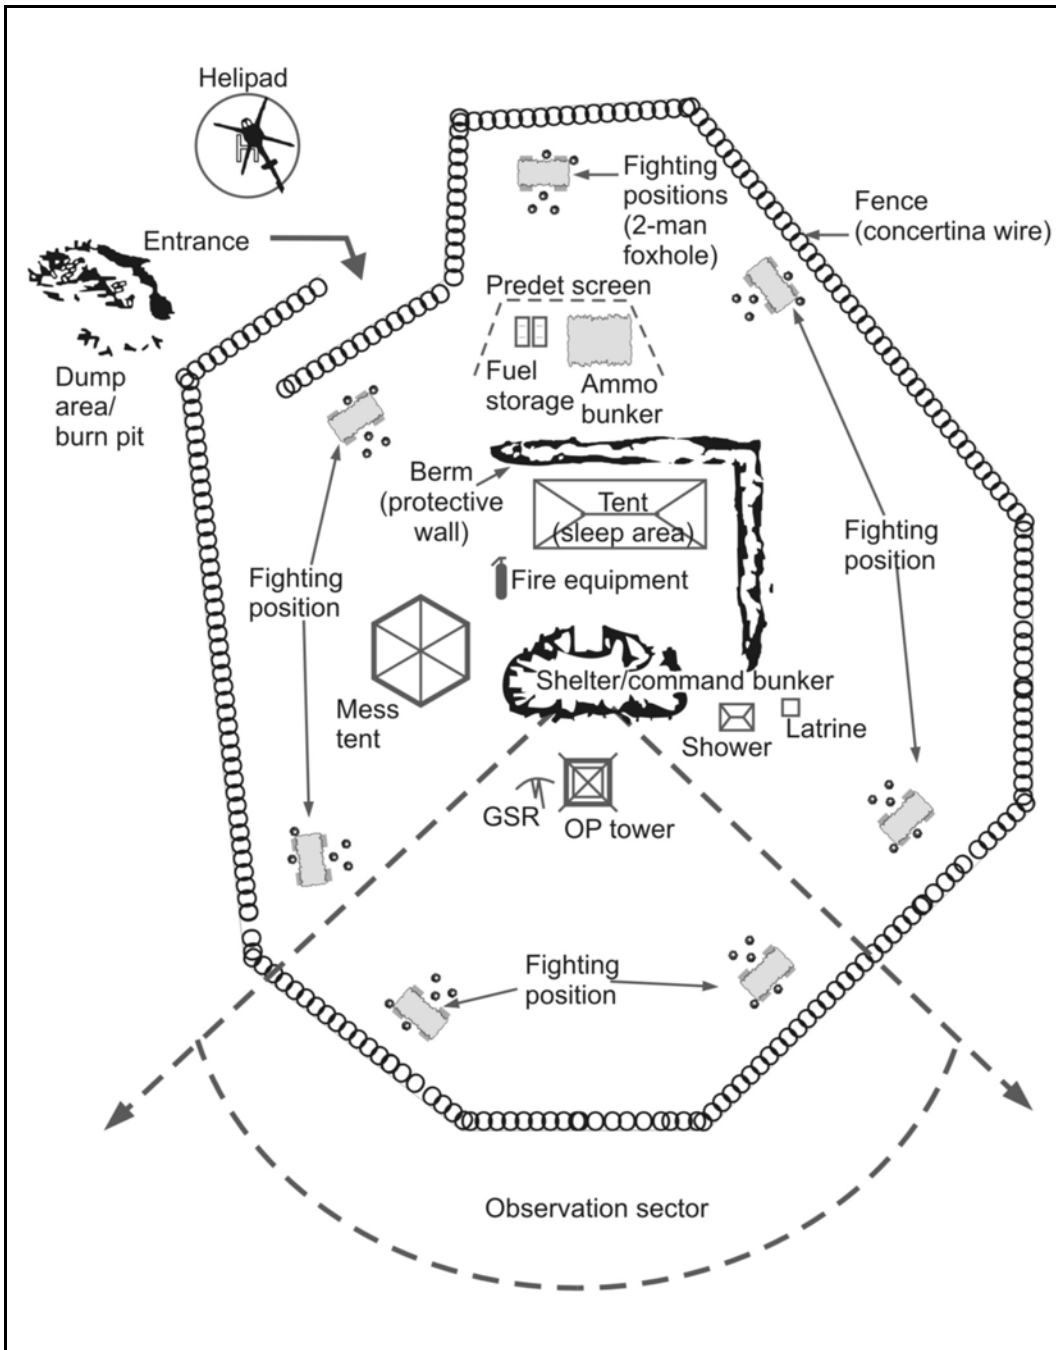 Helipad
Entrance
Dump
area/
burn pit
Fighting
positions
(2-man
foxhole)
Fence
(concertina wire)
Predet screen
Fuel
storage
Ammo
bunker
Berm
(protective
wall)
Tent
(sleep area)
Fighting
position
Fighting
position
Fire equipment
Mess
tent
Shelter/command bunker
Shower
Latrine
GSR
OP tower
Fighting
position
Observation sector